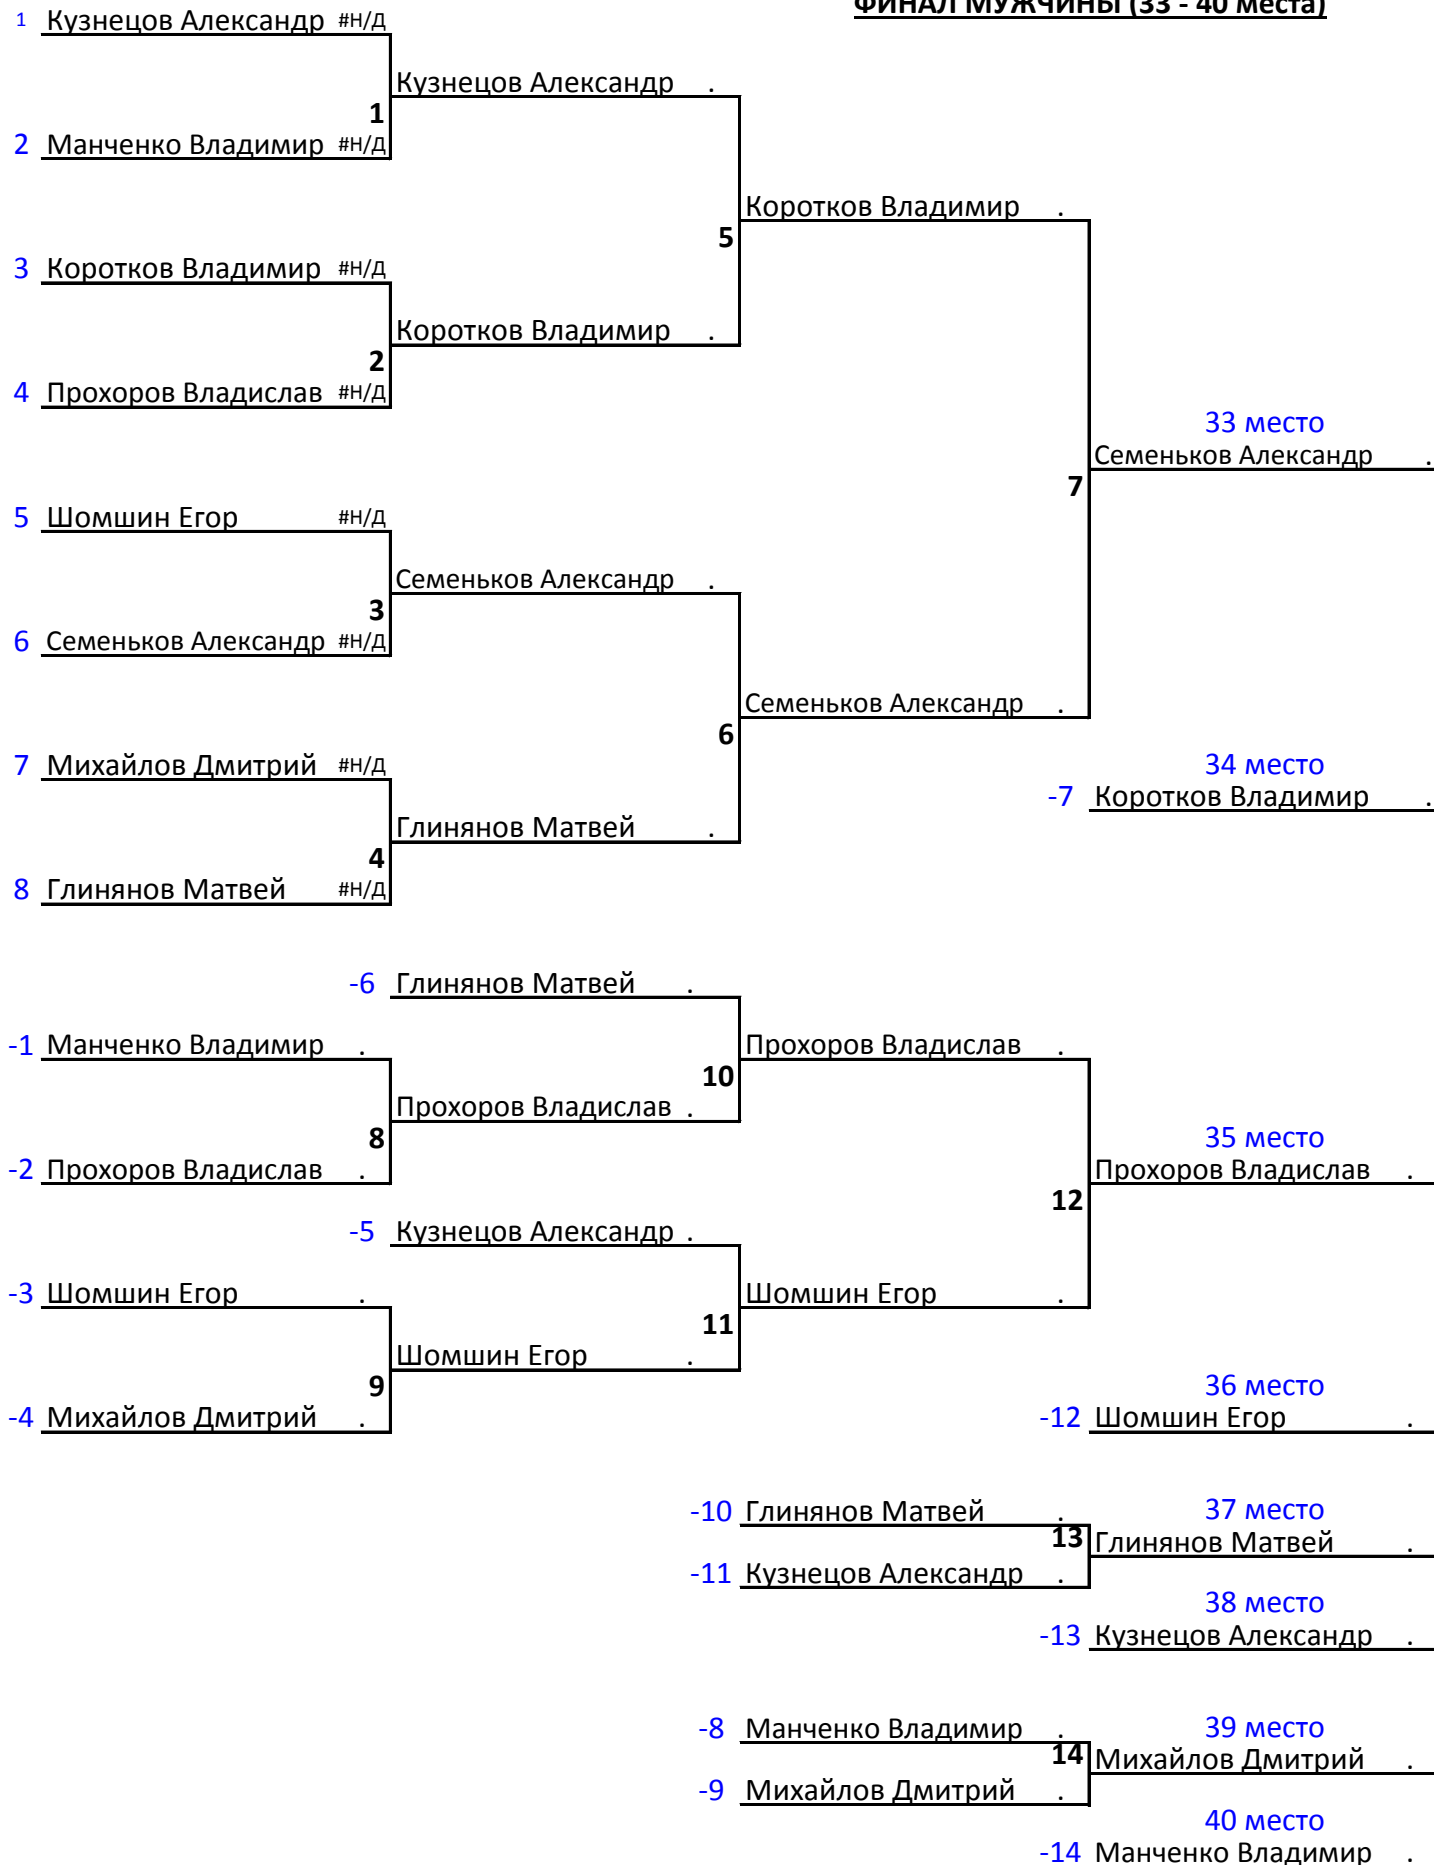 ФИНАЛ МУЖЧИНЫ (33 - 40 места)
1 Кузнецов Александр #Н/Д
Кузнецов Александр .
1
2 Манченко Владимир #Н/Д
Коротков Владимир .
5
3 Коротков Владимир #Н/Д
Коротков Владимир .
2
4 Прохоров Владислав #Н/Д
33 место
Семеньков Александр .
7
5 Шомшин Егор #Н/Д
Семеньков Александр .
3
6 Семеньков Александр #Н/Д
Семеньков Александр .
6
7 Михайлов Дмитрий #Н/Д
34 место
-7 Коротков Владимир .
Глинянов Матвей .
4
8 Глинянов Матвей #Н/Д
-6 Глинянов Матвей .
-1 Манченко Владимир .
Прохоров Владислав .
10
Прохоров Владислав .
8
35 место
-2 Прохоров Владислав .
Прохоров Владислав .
12
-5 Кузнецов Александр .
-3 Шомшин Егор .
Шомшин Егор .
11
Шомшин Егор .
9
36 место
-4 Михайлов Дмитрий .
-12 Шомшин Егор .
-10 Глинянов Матвей .
37 место
13 Глинянов Матвей .
-11 Кузнецов Александр .
38 место
-13 Кузнецов Александр .
-8 Манченко Владимир .
39 место
14 Михайлов Дмитрий .
-9 Михайлов Дмитрий .
40 место
-14 Манченко Владимир .